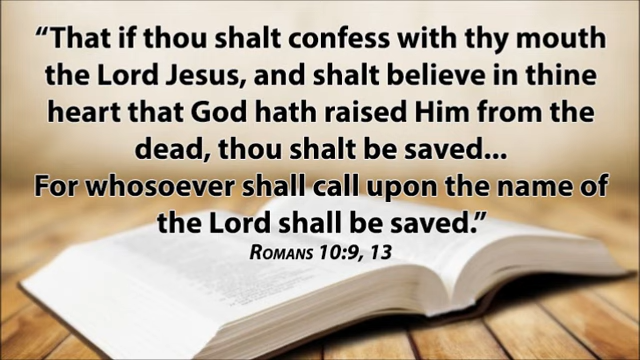 “That if thou shalt confess with thy mouth
the Lord Jesus, and shalt believe in thine
heart that God hath raised Him from the
dead, thou shalt be saved...
For whosoever shall call upon the name of
the Lord shall be saved.”
Romans 10:9, 13